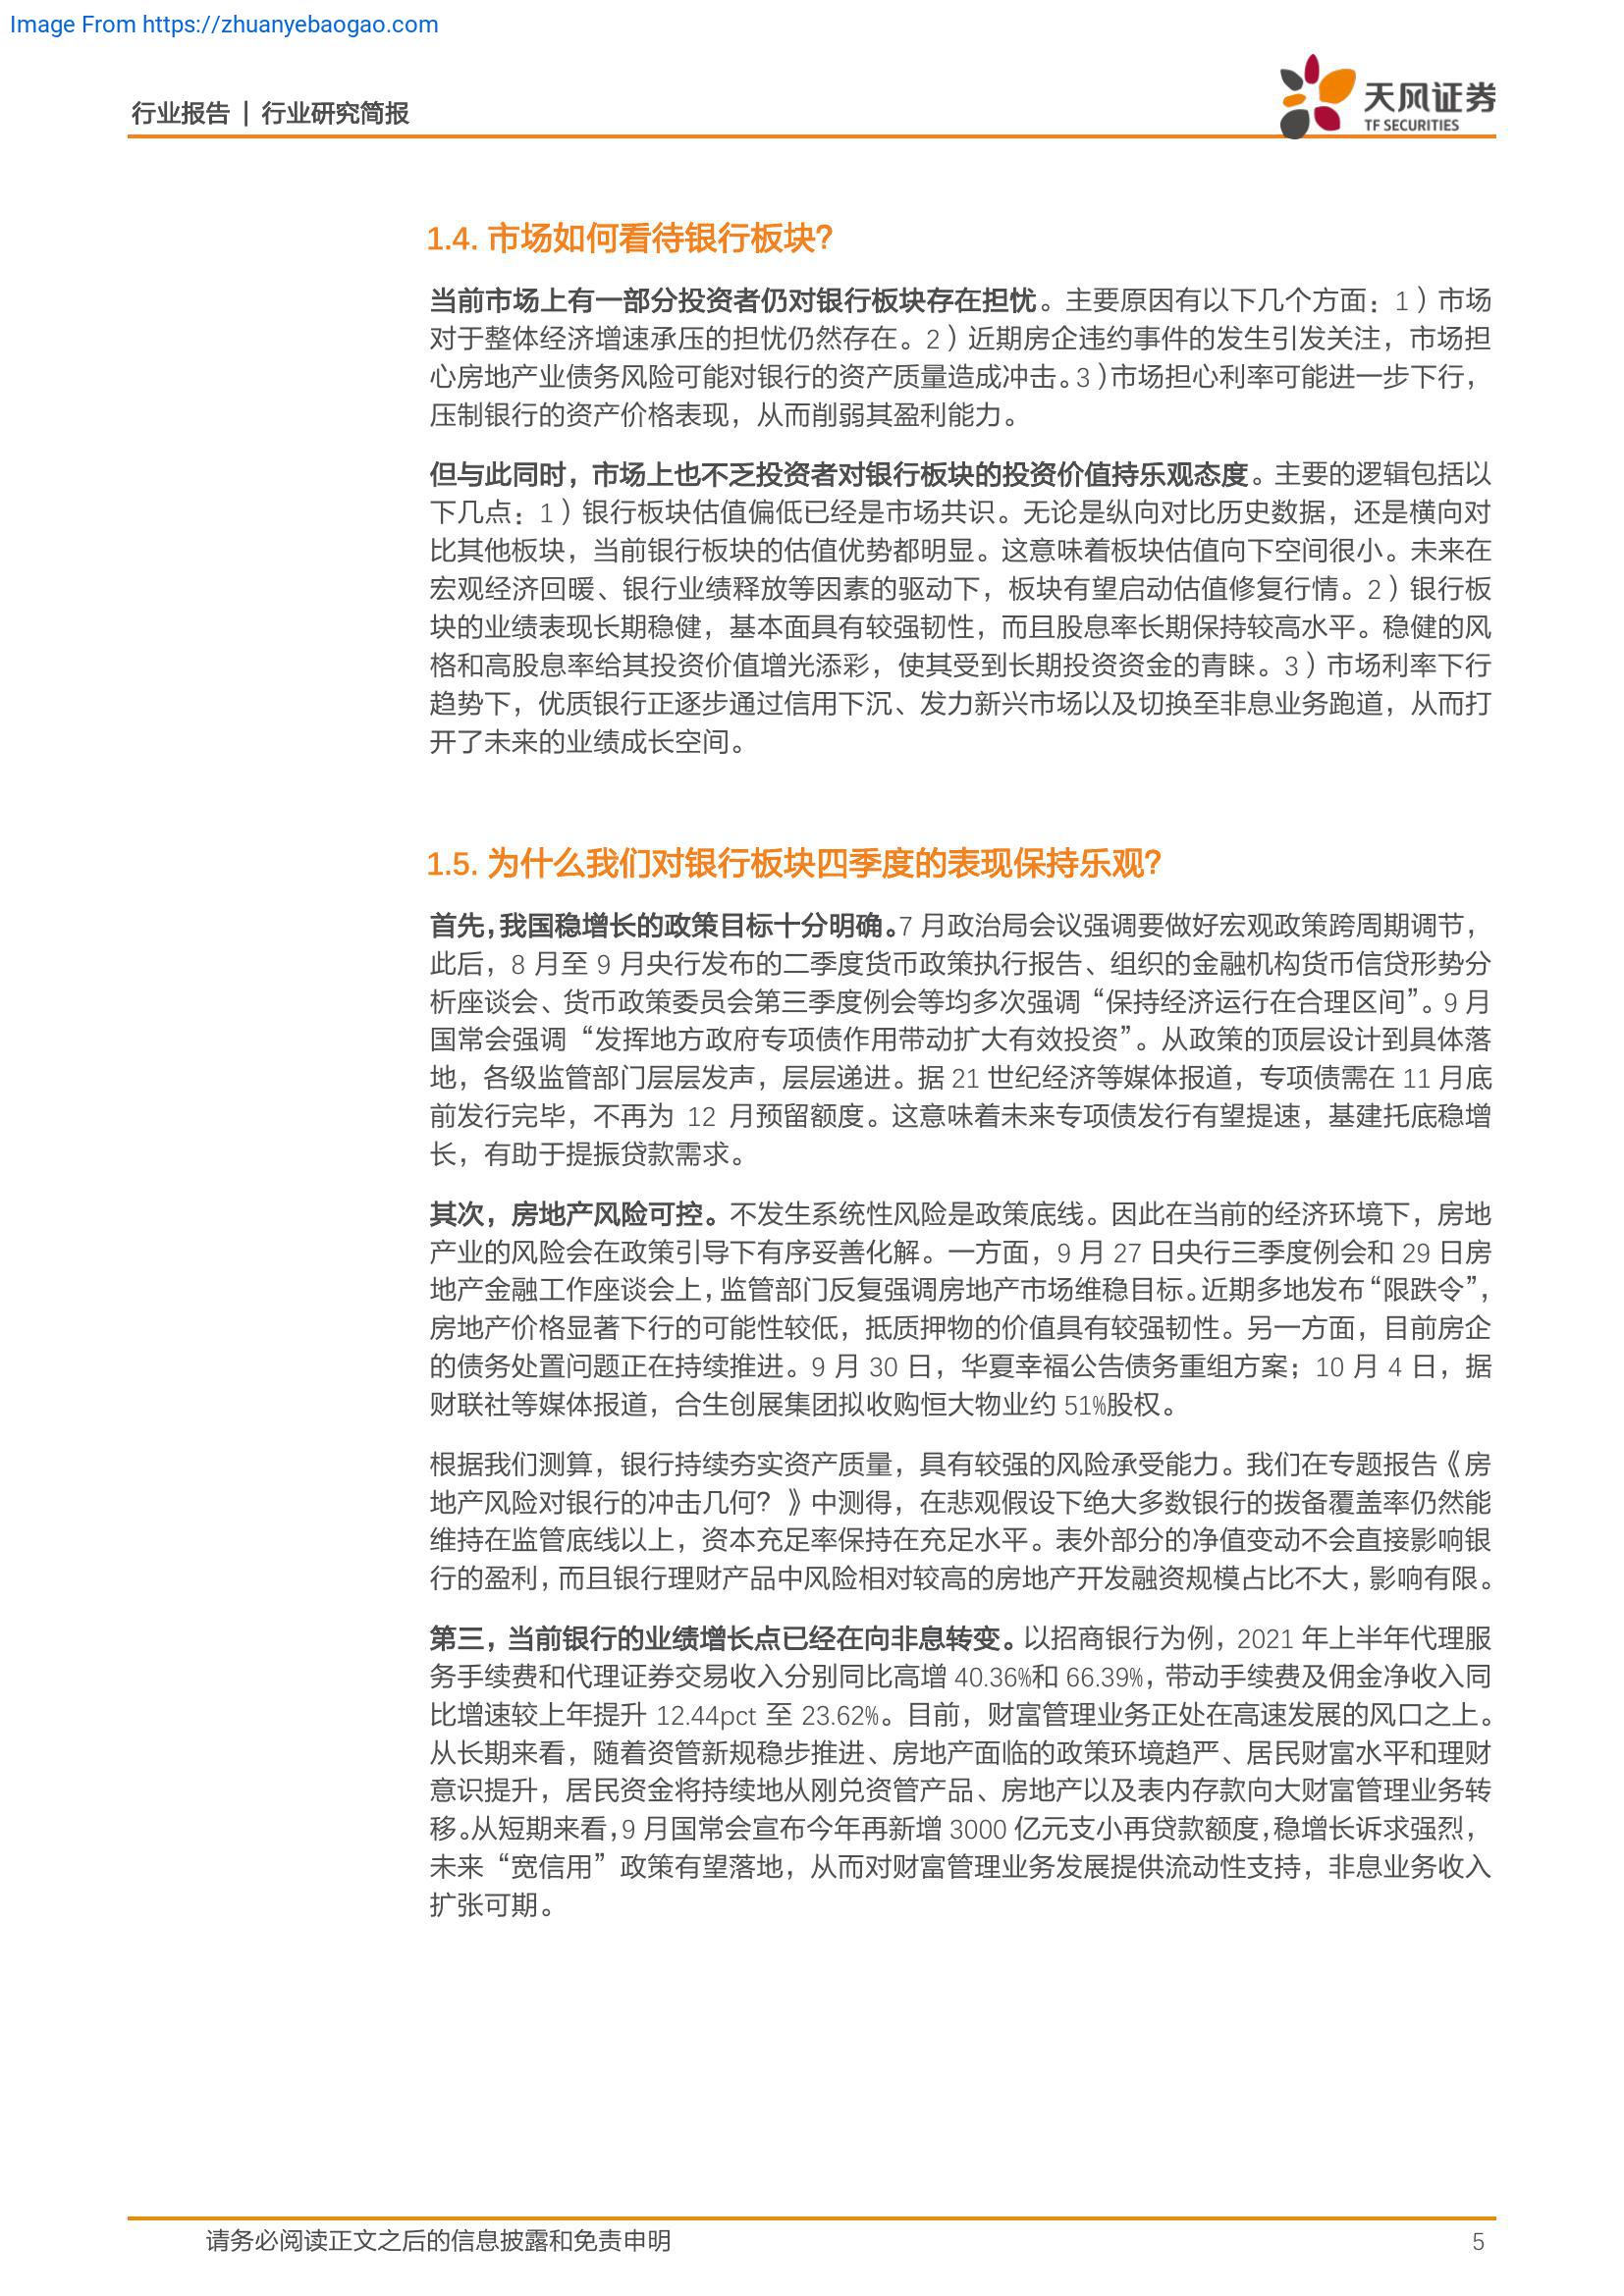 Image From https://zhuanyebaogao.com
行业报告 | 行业研究简报
天风证券
TF SECURITIES
1.4. 市场如何看待银行板块？
当前市场上有一部分投资者仍对银行板块存在担忧。主要原因有以下几个方面：1）市场
对于整体经济增速承压的担忧仍然存在。2）近期房企违约事件的发生引发关注，市场担
心房地产业债务风险可能对银行的资产质量造成冲击。3）市场担心利率可能进一步下行，
压制银行的资产价格表现，从而削弱其盈利能力。
但与此同时，市场上也不乏投资者对银行板块的投资价值持乐观态度。主要的逻辑包括以
下几点：1）银行板块估值偏低已经是市场共识。无论是纵向对比历史数据，还是横向对
比其他板块，当前银行板块的估值优势都明显。这意味着板块估值向下空间很小。未来在
宏观经济回暖、银行业绩释放等因素的驱动下，板块有望启动估值修复行情。2）银行板
块的业绩表现长期稳健，基本面具有较强韧性，而且股息率长期保持较高水平。稳健的风
格和高股息率给其投资价值增光添彩，使其受到长期投资资金的青睐。3）市场利率下行
趋势下，优质银行正逐步通过信用下沉、发力新兴市场以及切换至非息业务跑道，从而打
开了未来的业绩成长空间。
1.5. 为什么我们对银行板块四季度的表现保持乐观？
首先，我国稳增长的政策目标十分明确。7 月政治局会议强调要做好宏观政策跨周期调节，
此后，8 月至 9 月央行发布的二季度货币政策执行报告、组织的金融机构货币信贷形势分
析座谈会、货币政策委员会第三季度例会等均多次强调“保持经济运行在合理区间”。9 月
国常会强调“发挥地方政府专项债作用带动扩大有效投资”。从政策的顶层设计到具体落
地，各级监管部门层层发声，层层递进。据 21 世纪经济等媒体报道，专项债需在 11 月底
前发行完毕，不再为 12 月预留额度。这意味着未来专项债发行有望提速，基建托底稳增
长，有助于提振贷款需求。
其次，房地产风险可控。不发生系统性风险是政策底线。因此在当前的经济环境下，房地
产业的风险会在政策引导下有序妥善化解。一方面，9 月 27 日央行三季度例会和 29 日房
地产金融工作座谈会上，监管部门反复强调房地产市场维稳目标。近期多地发布“限跌令”，
房地产价格显著下行的可能性较低，抵质押物的价值具有较强韧性。另一方面，目前房企
的债务处置问题正在持续推进。9 月 30 日，华夏幸福公告债务重组方案；10 月 4 日，据
财联社等媒体报道，合生创展集团拟收购恒大物业约 51%股权。
根据我们测算，银行持续夯实资产质量，具有较强的风险承受能力。我们在专题报告《房
地产风险对银行的冲击几何？》中测得，在悲观假设下绝大多数银行的拨备覆盖率仍然能
维持在监管底线以上，资本充足率保持在充足水平。表外部分的净值变动不会直接影响银
行的盈利，而且银行理财产品中风险相对较高的房地产开发融资规模占比不大，影响有限。
第三，当前银行的业绩增长点已经在向非息转变。以招商银行为例，2021 年上半年代理服
务手续费和代理证券交易收入分别同比高增 40.36%和 66.39%，带动手续费及佣金净收入同
比增速较上年提升 12.44pct 至 23.62%。目前，财富管理业务正处在高速发展的风口之上。
从长期来看，随着资管新规稳步推进、房地产面临的政策环境趋严、居民财富水平和理财
意识提升，居民资金将持续地从刚兑资管产品、房地产以及表内存款向大财富管理业务转
移。从短期来看，9 月国常会宣布今年再新增 3000 亿元支小再贷款额度，稳增长诉求强烈，
未来“宽信用”政策有望落地，从而对财富管理业务发展提供流动性支持，非息业务收入
扩张可期。
请务必阅读正文之后的信息披露和免责申明
5